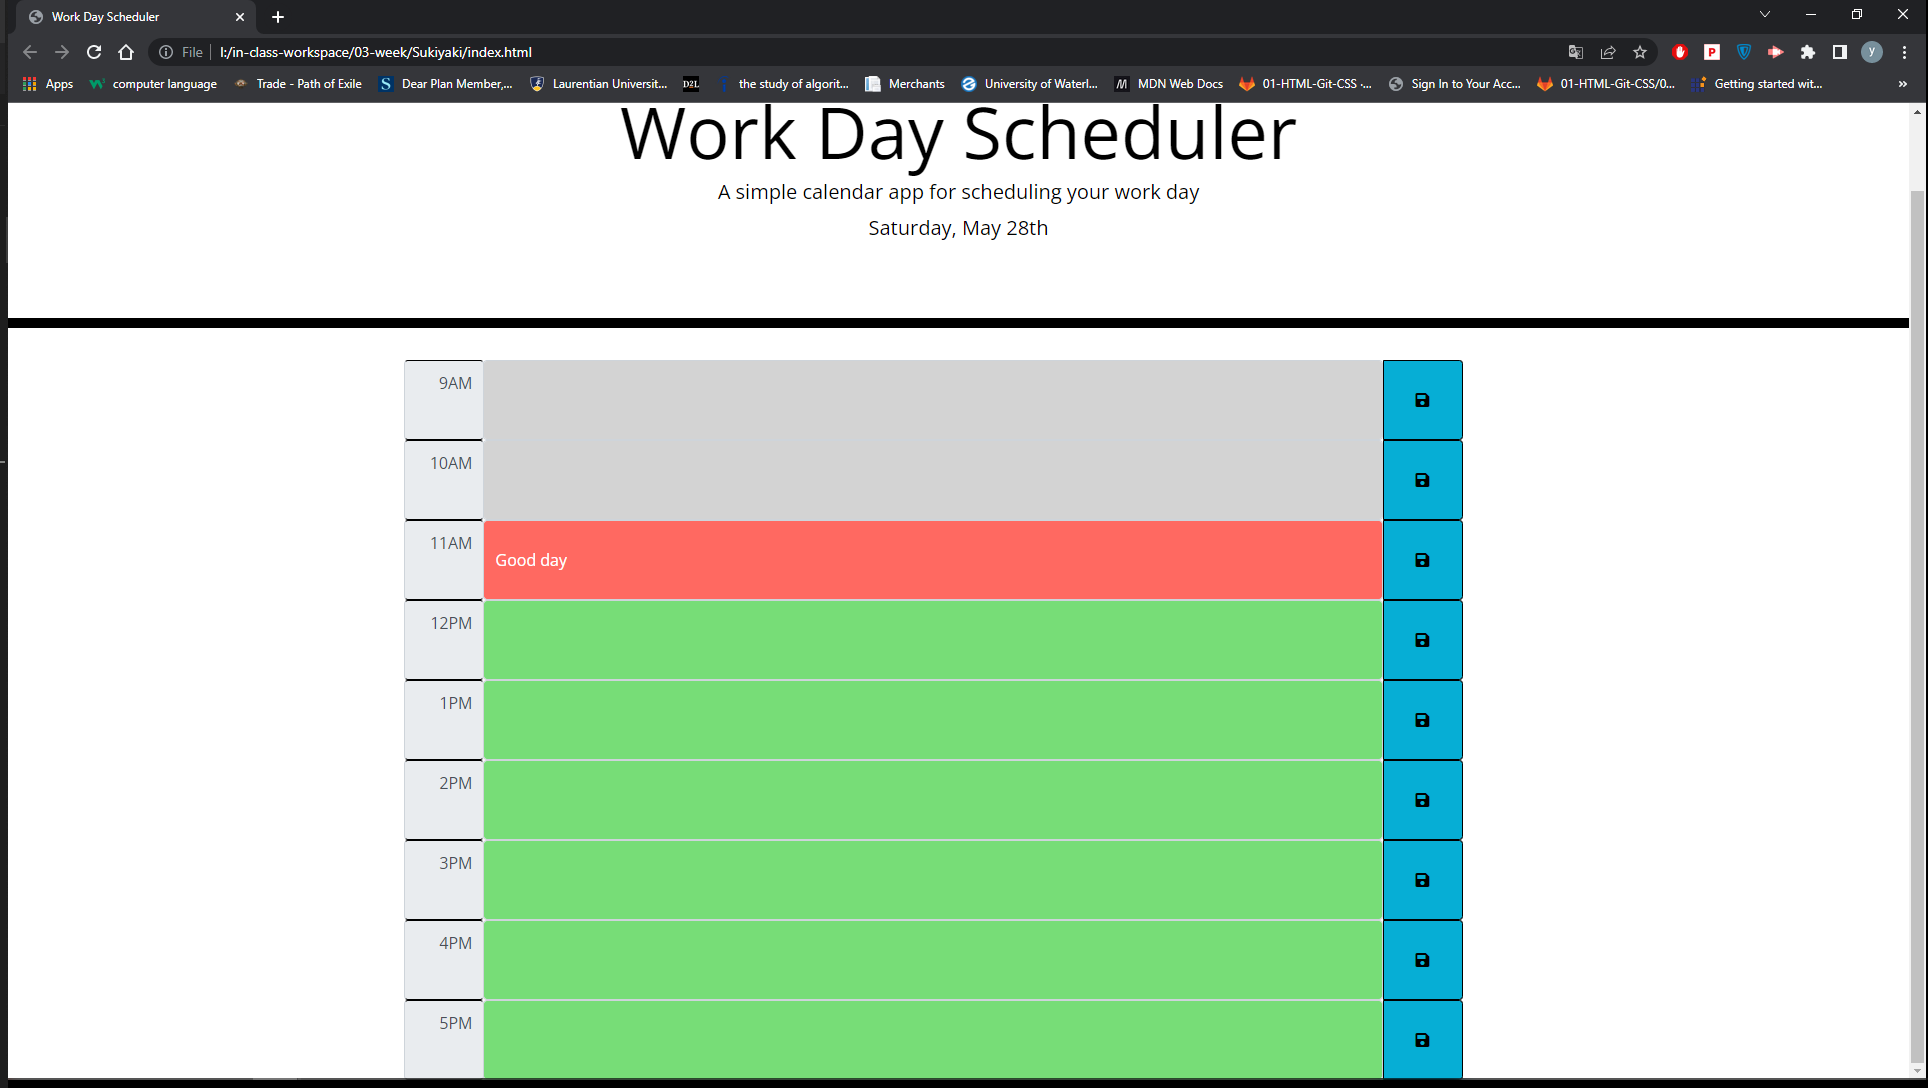 Work Day Scheduler
File I:/in-class-workspace/03-week/Sukiyaki/index.html
Apps computer language Trade - Path of Exile Dear Plan Member,... Laurentian Universit... D2L the study of algorit... Merchants University of Waterl... MDN Web Docs 01-HTML-Git-CSS ·... Sign In to Your Acc... 01-HTML-Git-CSS/0... Getting started wit... »
Work Day Scheduler
A simple calendar app for scheduling your work day
Saturday, May 28th
9AM
10AM
11AM Good day
12PM
1PM
2PM
3PM
4PM
5PM